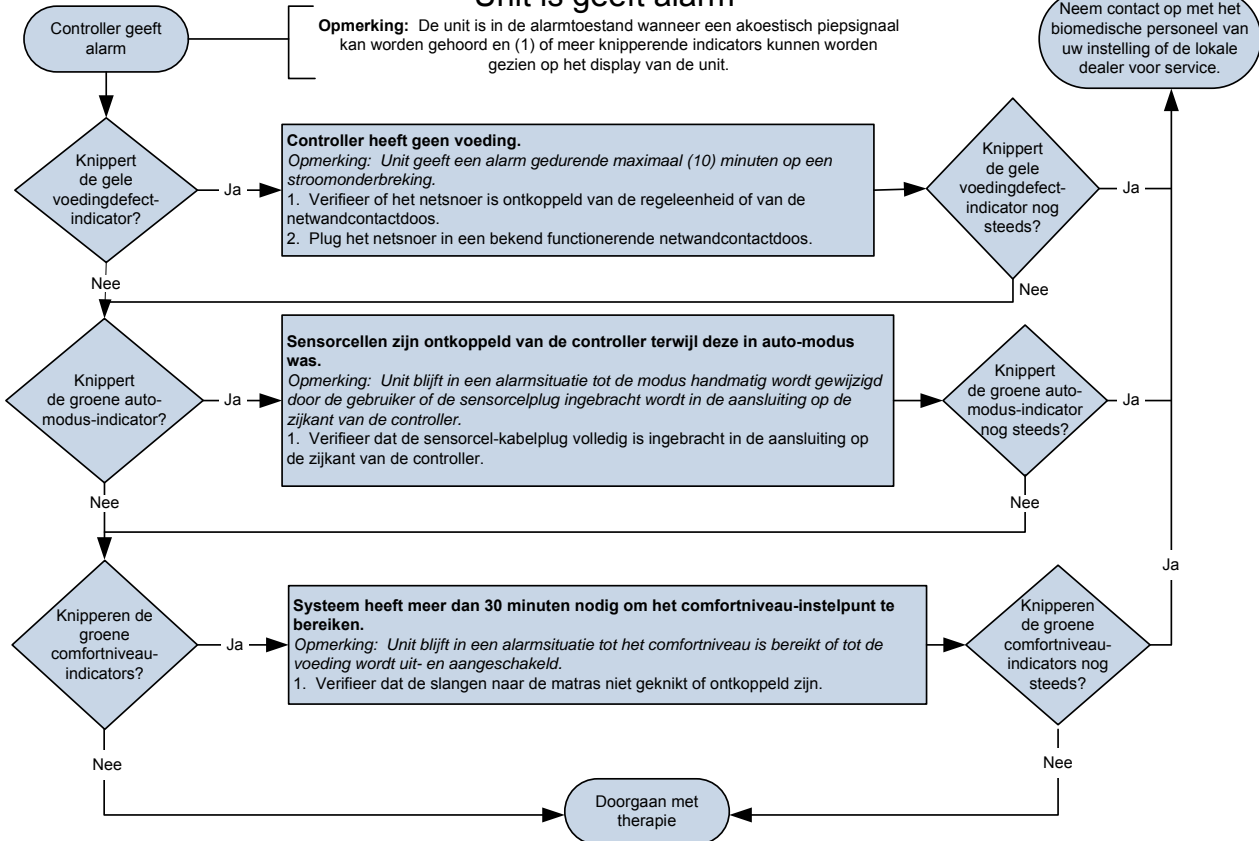 Unit is geeft alarm
Controller geeft
alarm
Opmerking: De unit is in de alarmtoestand wanneer een akoestisch piepsignaal
kan worden gehoord en (1) of meer knipperende indicators kunnen worden
gezien op het display van de unit.
Neem contact op met het
biomedische personeel van
uw instelling of de lokale
dealer voor service.
Knippert
de gele
voedingdefect-
indicator?
Ja
Controller heeft geen voeding.
Opmerking: Unit geeft een alarm gedurende maximaal (10) minuten op een
stroomonderbreking.
1. Verifieer of het netsnoer is ontkoppeld van de regeleenheid of van de
netwandcontactdoos.
2. Plug het netsnoer in een bekend functionerende netwandcontactdoos.
Knippert
de gele
voedingdefect-
indicator nog
steeds?
Ja
Nee
Nee
Knippert
de groene auto-
modus-indicator?
Ja
Sensorcellen zijn ontkoppeld van de controller terwijl deze in auto-modus
was.
Opmerking: Unit blijft in een alarmsituatie tot de modus handmatig wordt gewijzigd
door de gebruiker of de sensorcelplug ingebracht wordt in de aansluiting op de
zijkant van de controller.
1. Verifieer dat de sensorcel-kabelplug volledig is ingebracht in de aansluiting op
de zijkant van de controller.
Knippert
de groene auto-
modus-indicator
nog steeds?
Ja
Nee
Nee
Ja
Knipperen de
groene
comfortniveau-
indicators?
Ja
Systeem heeft meer dan 30 minuten nodig om het comfortniveau-instelpunt te
bereiken.
Opmerking: Unit blijft in een alarmsituatie tot het comfortniveau is bereikt of tot de
voeding wordt uit- en aangeschakeld.
1. Verifieer dat de slangen naar de matras niet geknikt of ontkoppeld zijn.
Knipperen
de groene
comfortniveau-
indicators nog
steeds?
Nee
Nee
Doorgaan met
therapie